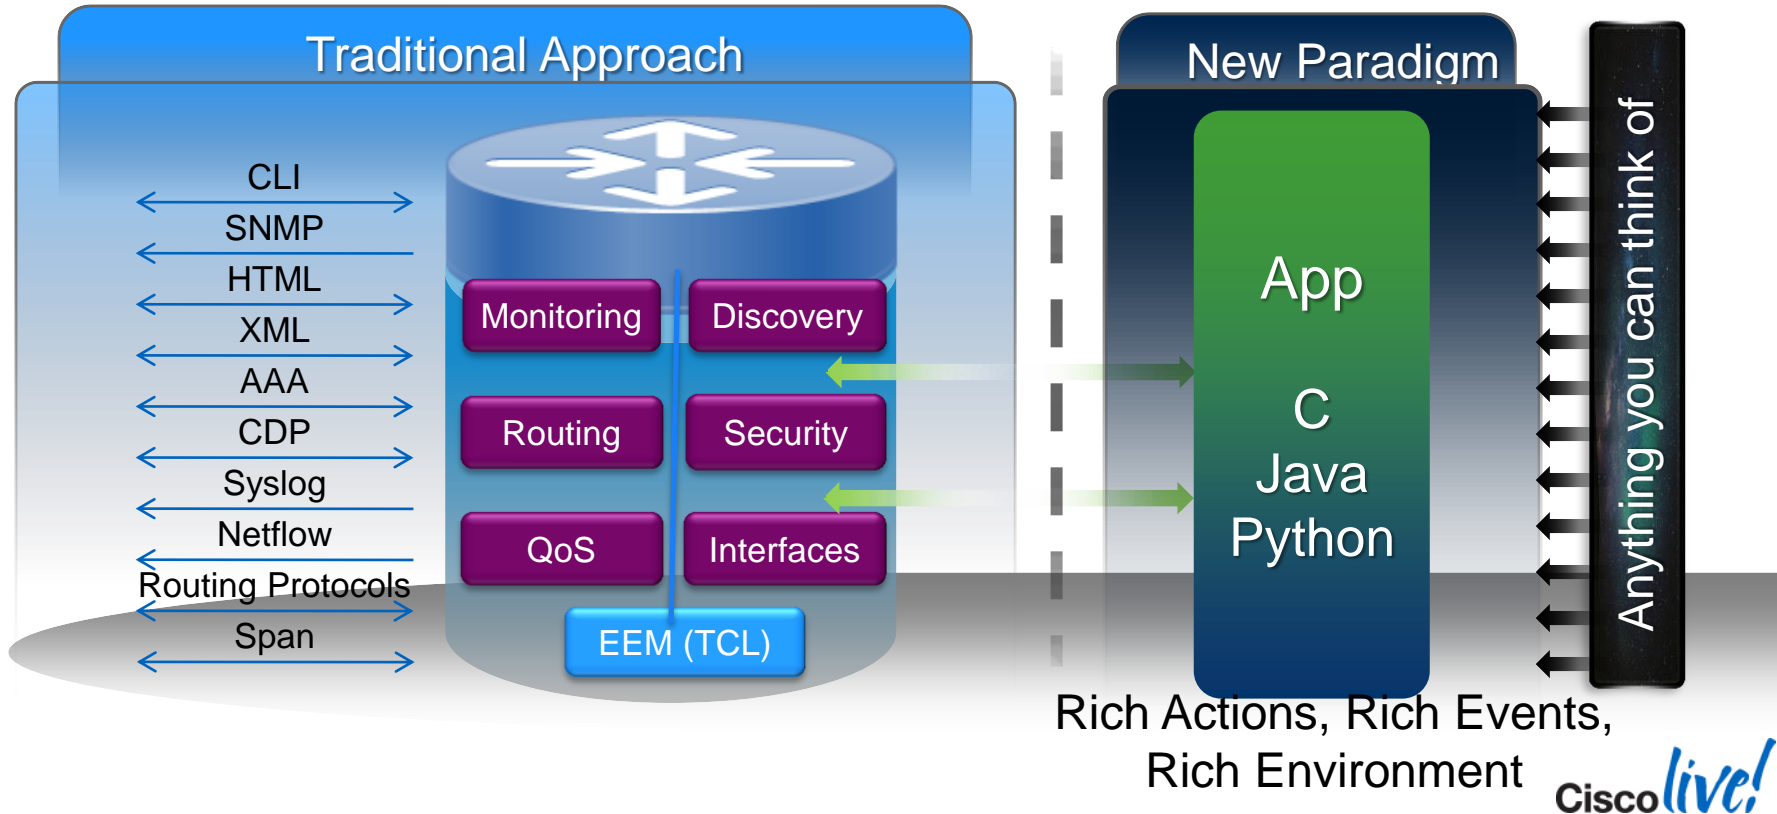 Traditional Approach
CLI
SNMP
HTML
XML
AAA
CDP
Syslog
Netflow
Routing Protocols
Span
Monitoring
Discovery
Routing
Security
QoS
Interfaces
EEM (TCL)
New Paradigm
App
C
Java
Python
Anything you can think of
Rich Actions, Rich Events,
Rich Environment
Cisco live!